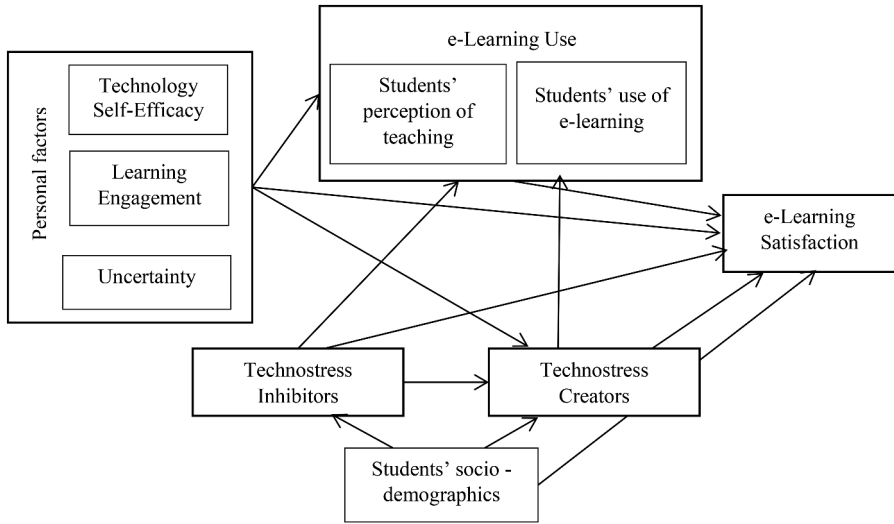 e-Learning Use
Students’
perception of
teaching
Students’ use of
e-learning
Personal factors
Technology
Self-Efficacy
Learning
Engagement
Uncertainty
e-Learning
Satisfaction
Technostress
Inhibitors
Technostress
Creators
Students’ socio -
demographics